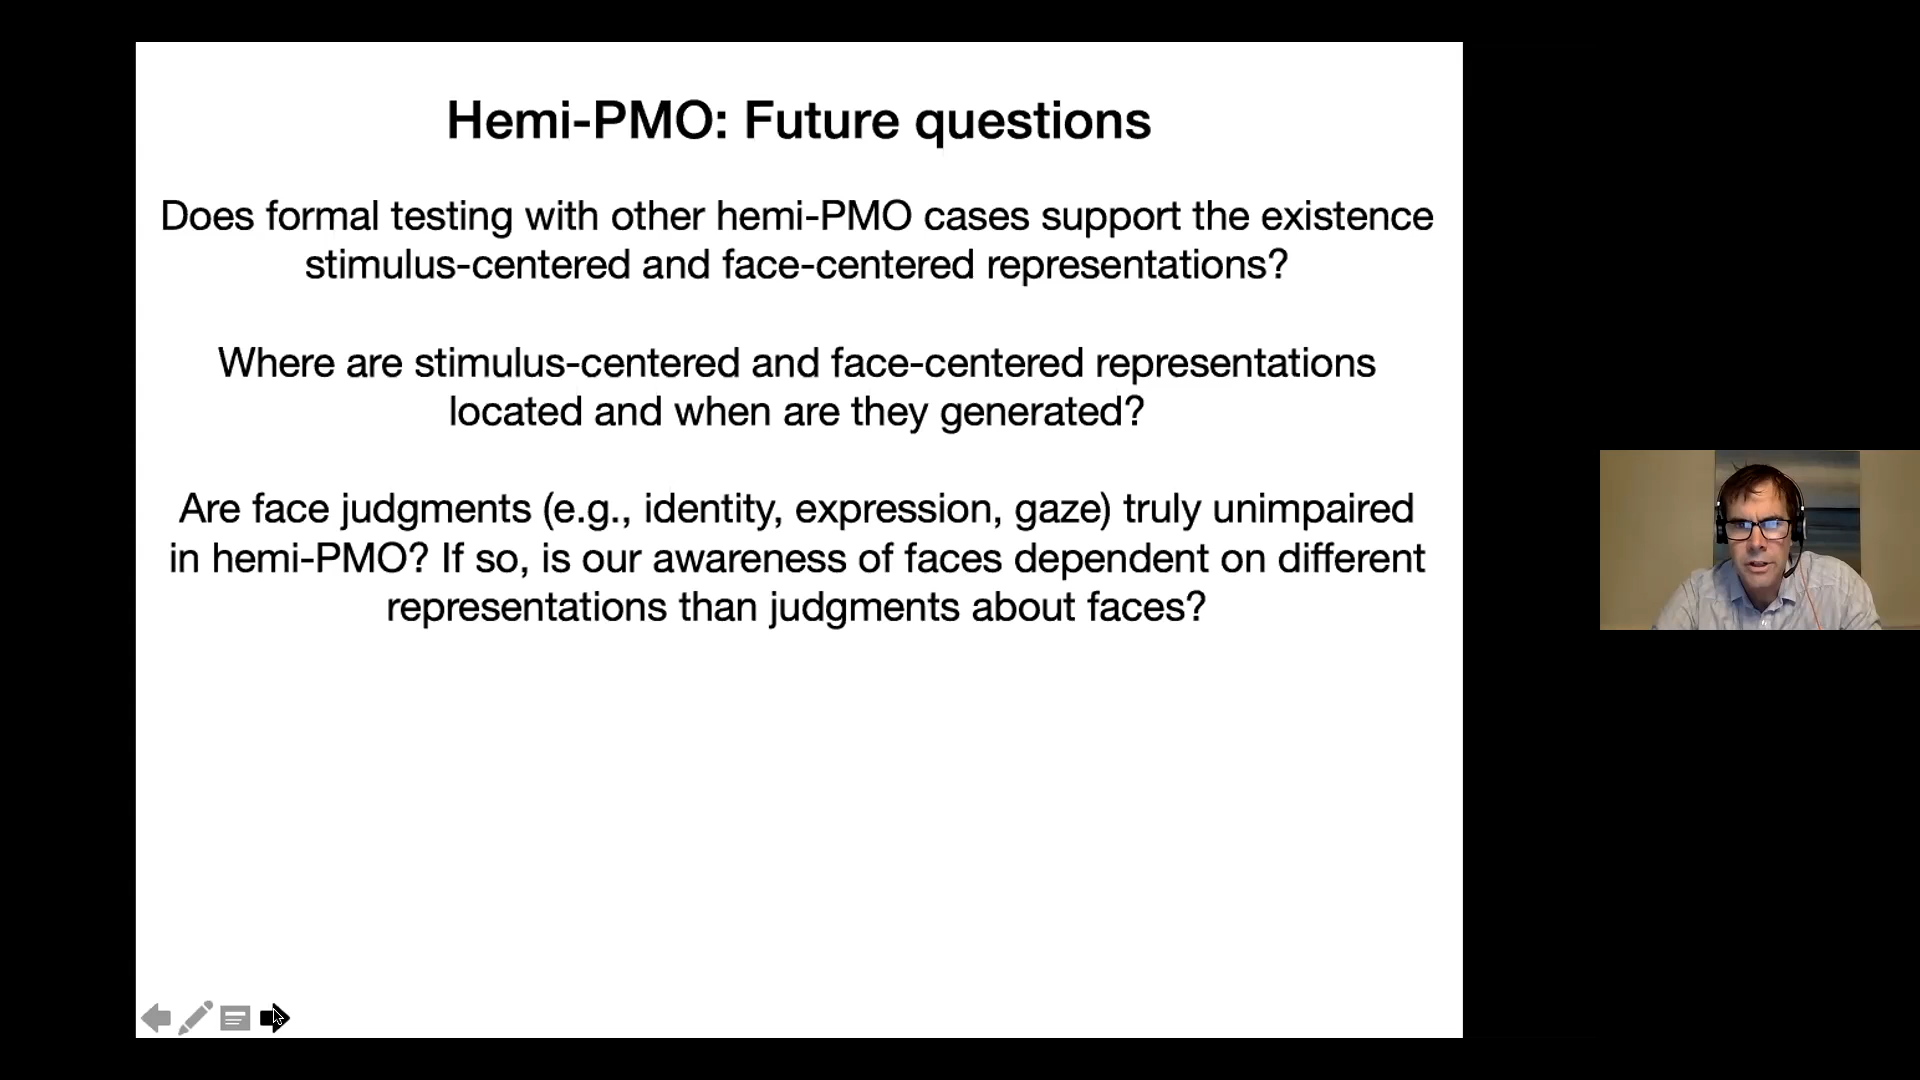 Hemi-PMO: Future questions
Does formal testing with other hemi-PMO cases support the existence
stimulus-centered and face-centered representations?
Where are stimulus-centered and face-centered representations
located and when are they generated?
Are face judgments (e.g., identity, expression, gaze) truly unimpaired
in hemi-PMO? If so, is our awareness of faces dependent on different
representations than judgments about faces?